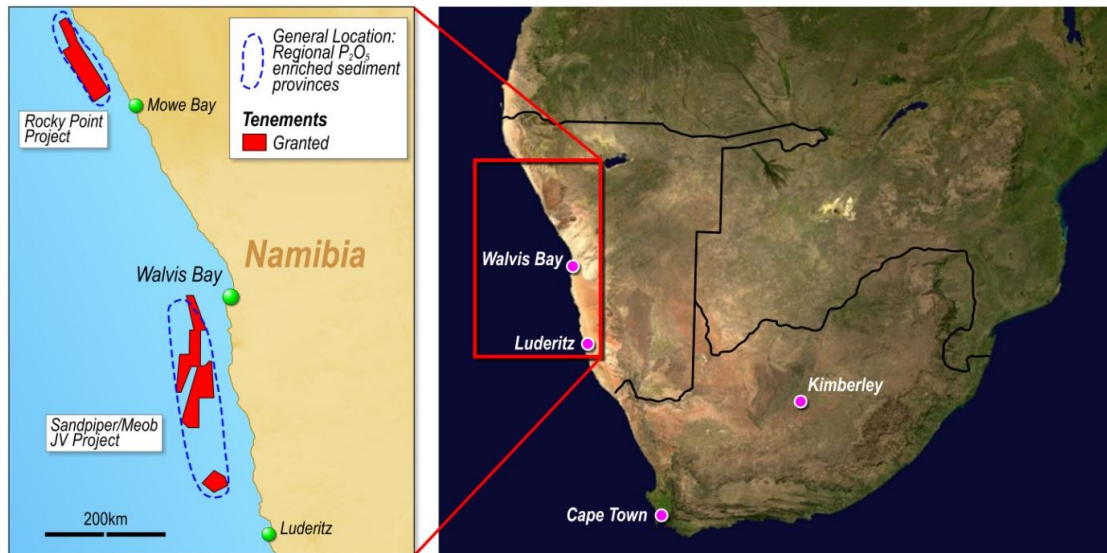 General Location:
Regional P₂O₅
enriched sediment
provinces
Tenements
Granted
Mowe Bay
Rocky Point
Project
Namibia
Walvis Bay
Sandpiper/Meob
JV Project
200km
Luderitz
Walvis Bay
Luderitz
Kimberley
Cape Town